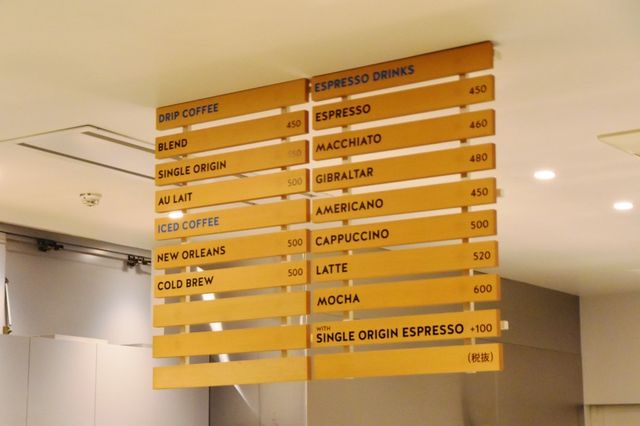 DRIP COFFEE
BLEND 450
SINGLE ORIGIN 550
AU LAIT 500
ICED COFFEE
NEW ORLEANS 500
COLD BREW 500
ESPRESSO DRINKS
ESPRESSO 450
MACCHIATO 460
GIBRALTAR 480
AMERICANO 450
CAPPUCCINO 500
LATTE 520
MOCHA 600
WITH
SINGLE ORIGIN ESPRESSO +100
(税抜)